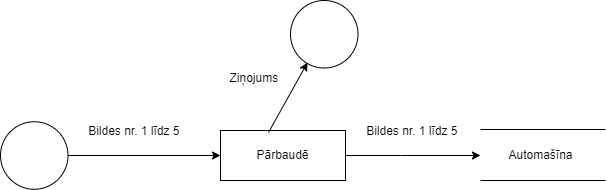 Ziņojums
Bildes nr. 1 līdz 5
Pārbaudē
Bildes nr. 1 līdz 5
Automašīna